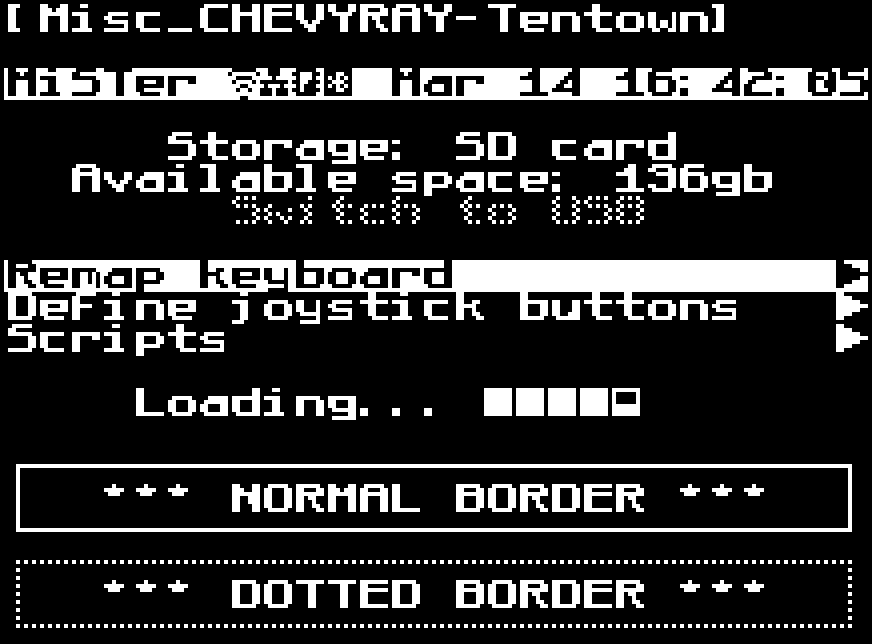 [ Misc_CHEVYRAY-Tentown]
MiSTer Mar 14 16:42:05
Storage: SD card
Available space: 136gb
Switch to USB
Remap keyboard
Define joystick buttons
Scripts
Loading...
*** NORMAL BORDER ***
*** DOTTED BORDER ***